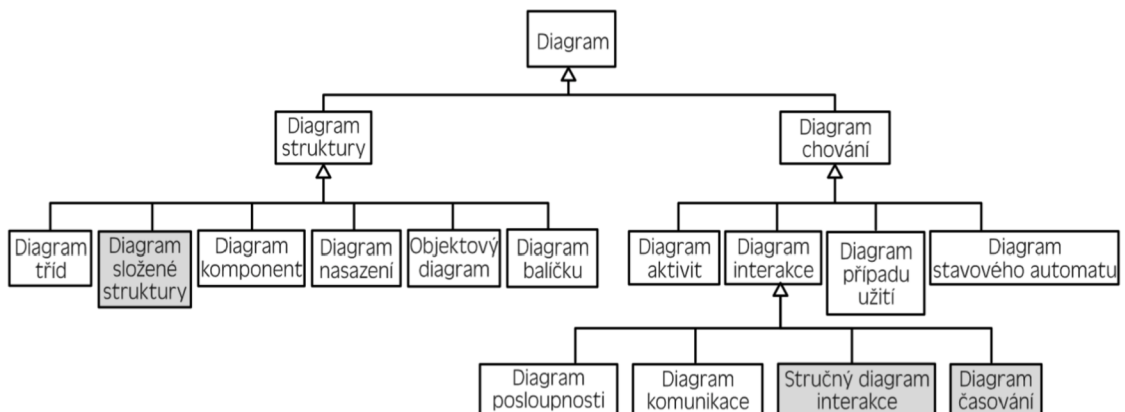 Diagram
Diagram
struktury
Diagram
chování
Diagram
tříd
Diagram
složené
struktury
Diagram
komponent
Diagram
nasazení
Objektový
diagram
Diagram
balíčku
Diagram
aktivit
Diagram
interakce
Diagram
případu
užití
Diagram
stavového automatu
Diagram
posloupnosti
Diagram
komunikace
Stručný diagram
interakce
Diagram
časování